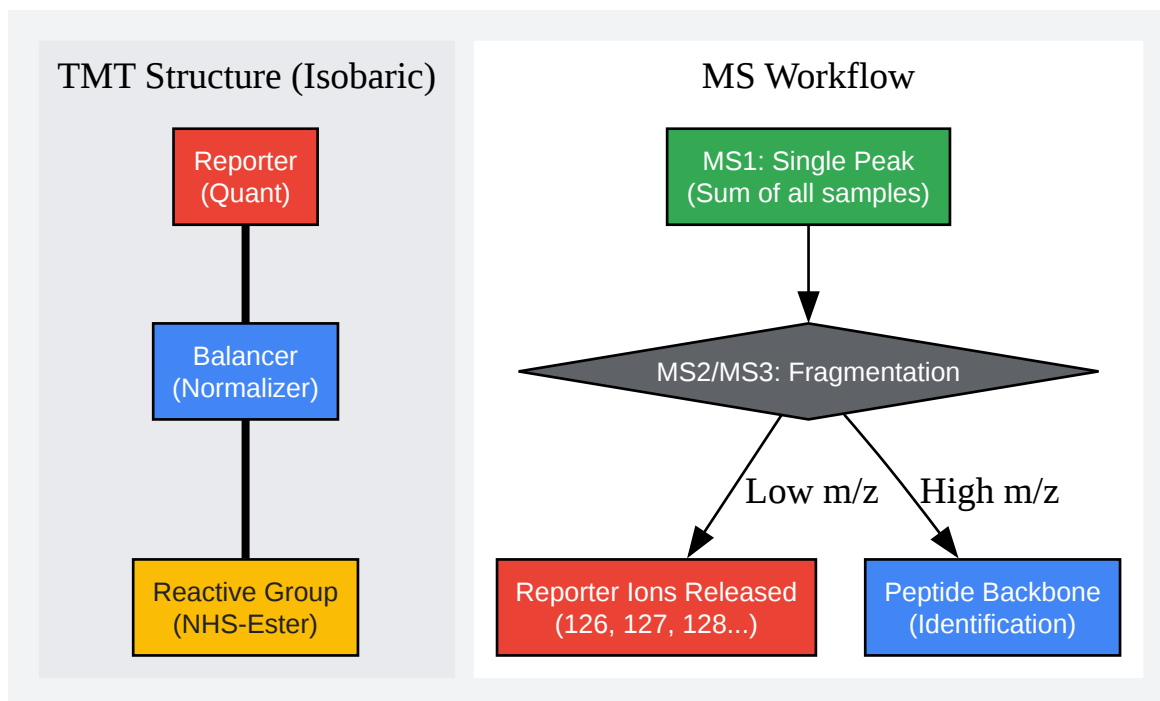 TMT Structure (Isobaric)
Reporter
(Quant)
Balancer
(Normalizer)
Reactive Group
(NHS-Ester)
MS Workflow
MS1: Single Peak
(Sum of all samples)
MS2/MS3: Fragmentation
Low m/z
High m/z
Reporter Ions Released
(126, 127, 128...)
Peptide Backbone
(Identification)